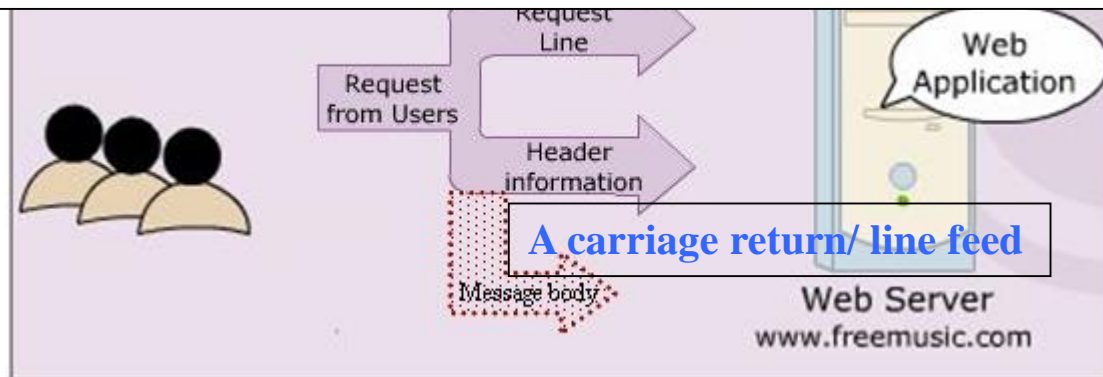 Request
Line
Web
Application
Request
from Users
Header
information
A carriage return/ line feed
Message body
Web Server
www.freemusic.com